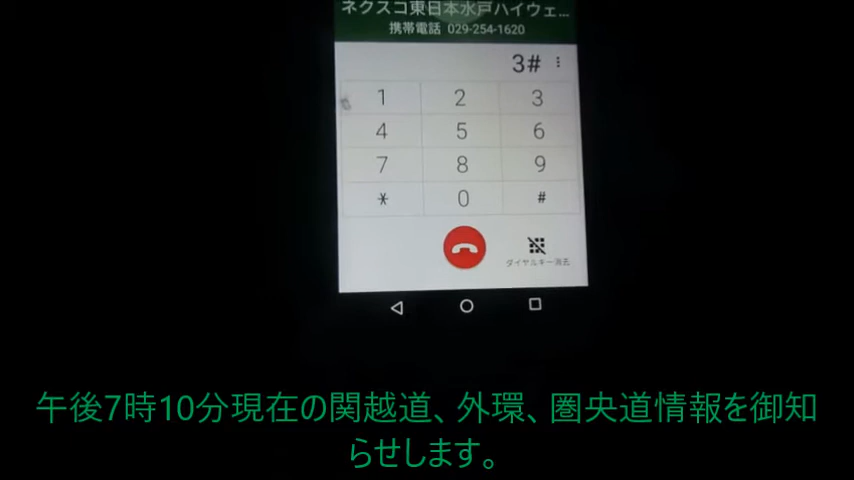 ネクスコ東日本水戸ハイウェ...
携帯電話 029-254-1620
3#
1 2 3
4 5 6
7 8 9
* 0 #
ダイヤルキー消去
午後7時10分現在の関越道、外環、圏央道情報を御知
らせします。